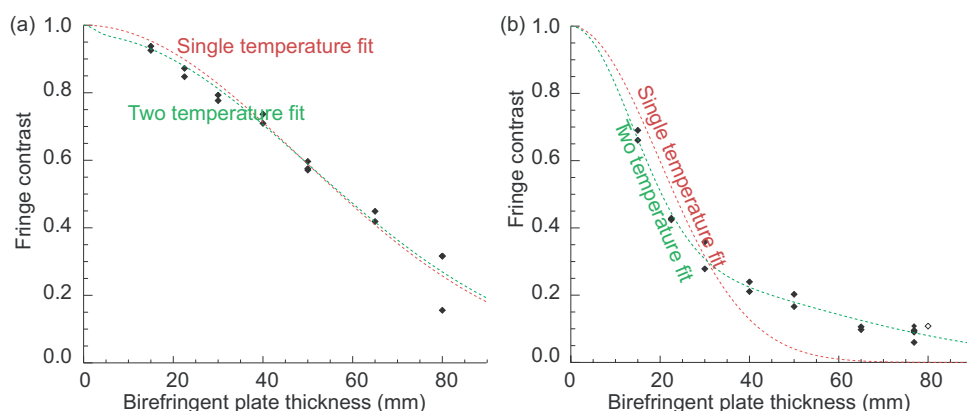 (a)
1.0
0.8
0.6
0.4
0.2
0.0
Fringe contrast
Single temperature fit
Two temperature fit
0 20 40 60 80
Birefringent plate thickness (mm)
(b)
1.0
0.8
0.6
0.4
0.2
0.0
Fringe contrast
Single temperature fit
Two temperature fit
0 20 40 60 80
Birefringent plate thickness (mm)